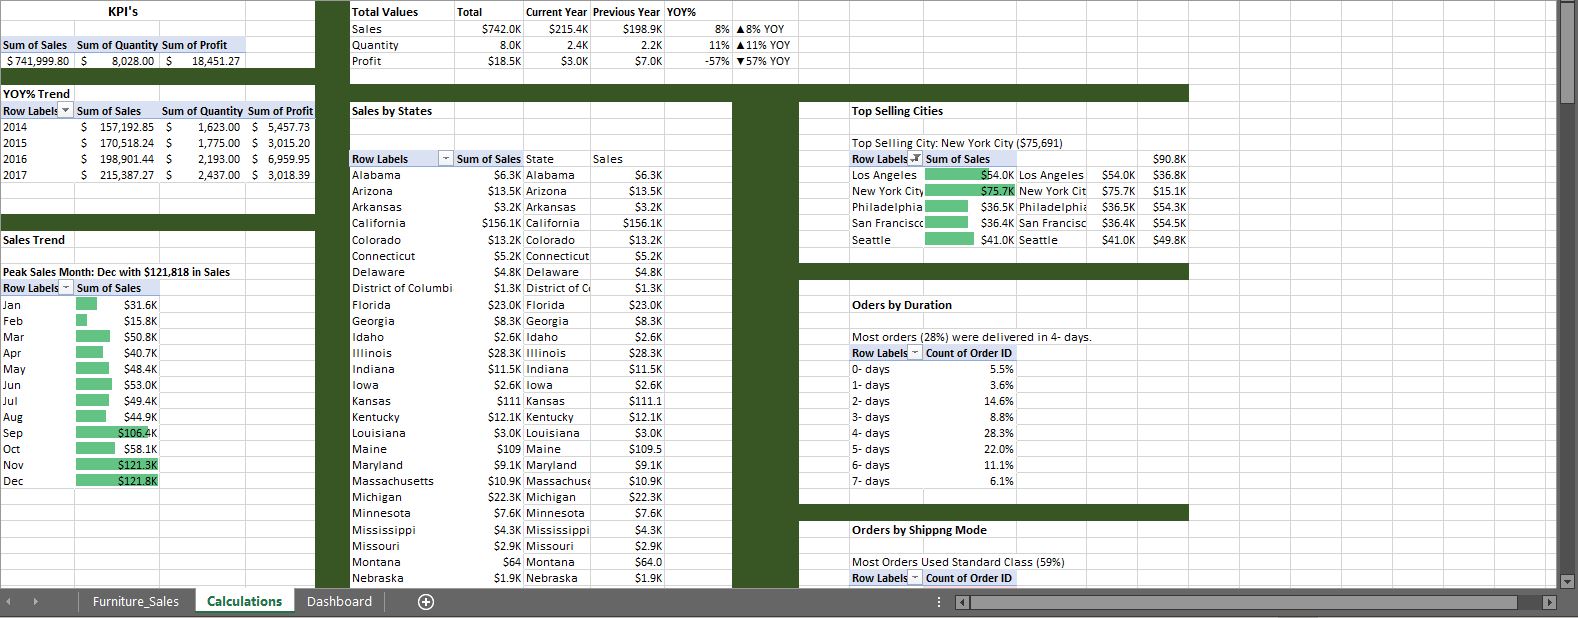 KPI's
Sum of Sales Sum of Quantity Sum of Profit
$ 741,999.80 $ 8,028.00 $ 18,451.27
YOY% Trend
Row Labels Sum of Sales Sum of Quantity Sum of Profit
2014 $ 157,192.85 $ 1,623.00 $ 5,457.73
2015 $ 170,518.24 $ 1,775.00 $ 3,015.20
2016 $ 198,901.44 $ 2,193.00 $ 6,959.95
2017 $ 215,387.27 $ 2,437.00 $ 3,018.39
Sales Trend
Peak Sales Month: Dec with $121,818 in Sales
Row Labels Sum of Sales
Jan $31.6K
Feb $15.8K
Mar $50.8K
Apr $40.7K
May $48.4K
Jun $53.0K
Jul $49.4K
Aug $44.9K
Sep $106.4K
Oct $58.1K
Nov $121.3K
Dec $121.8K
Total Values Total Current Year Previous Year YOY%
Sales $742.0K $215.4K $198.9K 8% ▲8% YOY
Quantity 8.0K 2.4K 2.2K 11% ▲11% YOY
Profit $18.5K $3.0K $7.0K -57% ▼57% YOY
Sales by States
Row Labels Sum of Sales State Sales
Alabama $6.3K Alabama $6.3K
Arizona $13.5K Arizona $13.5K
Arkansas $3.2K Arkansas $3.2K
California $156.1K California $156.1K
Colorado $13.2K Colorado $13.2K
Connecticut $5.2K Connecticut $5.2K
Delaware $4.8K Delaware $4.8K
District of Columbi $1.3K District of Co $1.3K
Florida $23.0K Florida $23.0K
Georgia $8.3K Georgia $8.3K
Idaho $2.6K Idaho $2.6K
Illinois $28.3K Illinois $28.3K
Indiana $11.5K Indiana $11.5K
Iowa $2.6K Iowa $2.6K
Kansas $111 Kansas $111.1
Kentucky $12.1K Kentucky $12.1K
Louisiana $3.0K Louisiana $3.0K
Maine $109 Maine $109.5
Maryland $9.1K Maryland $9.1K
Massachusetts $10.9K Massachuse $10.9K
Michigan $22.3K Michigan $22.3K
Minnesota $7.6K Minnesota $7.6K
Mississippi $4.3K Mississippi $4.3K
Missouri $2.9K Missouri $2.9K
Montana $64 Montana $64.0
Nebraska $1.9K Nebraska $1.9K
Top Selling Cities
Top Selling City: New York City ($75,691)
Row Labels Sum of Sales $90.8K
Los Angeles $54.0K Los Angeles $54.0K $36.8K
New York City $75.7K New York Cit $75.7K $15.1K
Philadelphia $36.5K Philadelphia $36.5K $54.3K
San Francisc $36.4K San Francisc $36.4K $54.5K
Seattle $41.0K Seattle $41.0K $49.8K
Oders by Duration
Most orders (28%) were delivered in 4- days.
Row Labels Count of Order ID
0- days 5.5%
1- days 3.6%
2- days 14.6%
3- days 8.8%
4- days 28.3%
5- days 22.0%
6- days 11.1%
7- days 6.1%
Orders by Shippng Mode
Most Orders Used Standard Class (59%)
Row Labels Count of Order ID
Furniture_Sales Calculations Dashboard